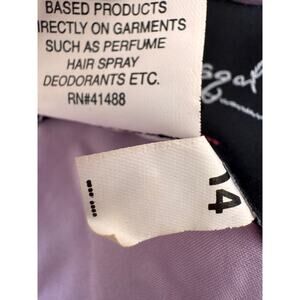 BASED PRODUCTS
DIRECTLY ON GARMENTS
SUCH AS PERFUME
HAIR SPRAY
DEODORANTS ETC.
RN#41488
14